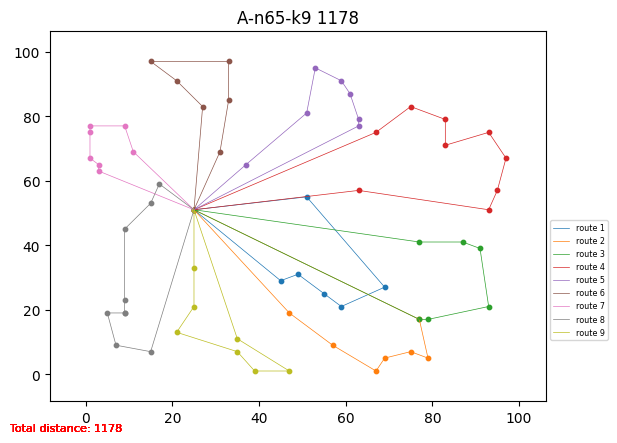 A-n65-k9 1178
100
80
60
40
20
0
0 20 40 60 80 100
route 1
route 2
route 3
route 4
route 5
route 6
route 7
route 8
route 9
Total distance: 1178